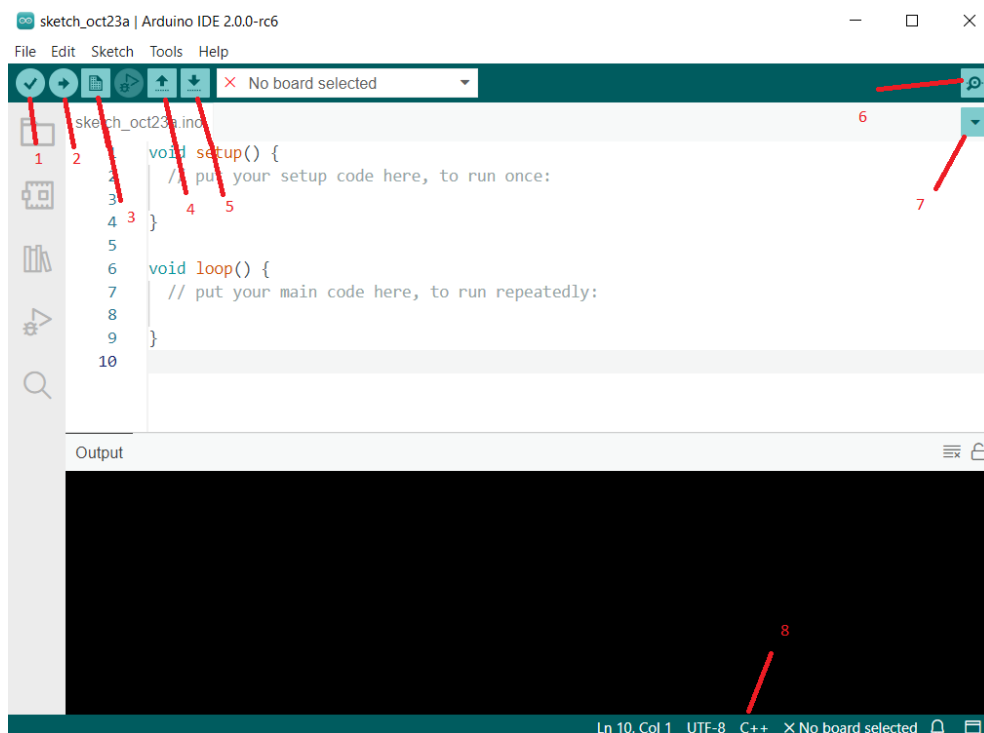 sketch_oct23a | Arduino IDE 2.0.0-rc6
File Edit Sketch Tools Help
No board selected
6
sketch_oct23a.ino
1 2 3 4 5 7
1 void setup() {
2 // put your setup code here, to run once:
3
4 }
5
6 void loop() {
7 // put your main code here, to run repeatedly:
8
9 }
10
Output
8
Ln 10, Col 1 UTF-8 C++ No board selected